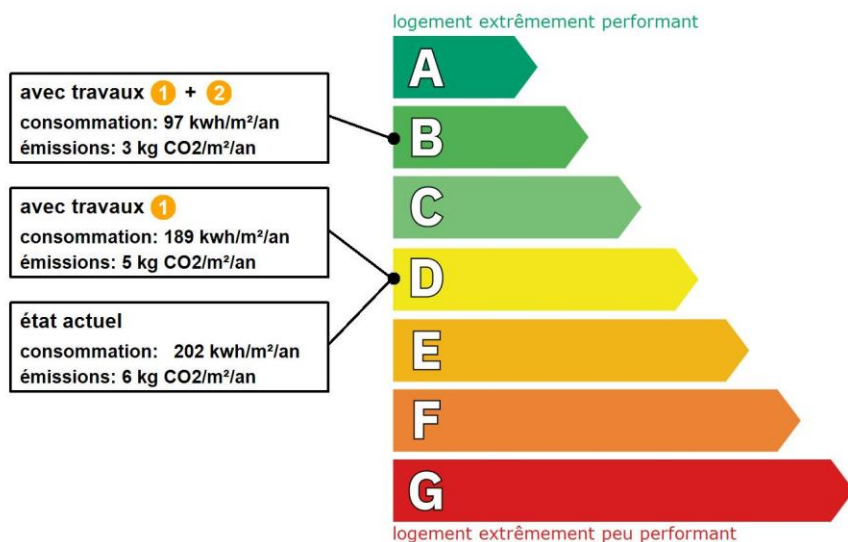 logement extrêmement performant
A
avec travaux 1 + 2
consommation: 97 kwh/m²/an
émissions: 3 kg CO2/m²/an
B
C
avec travaux 1
consommation: 189 kwh/m²/an
émissions: 5 kg CO2/m²/an
D
état actuel
consommation: 202 kwh/m²/an
émissions: 6 kg CO2/m²/an
E
F
G
logement extrêmement peu performant